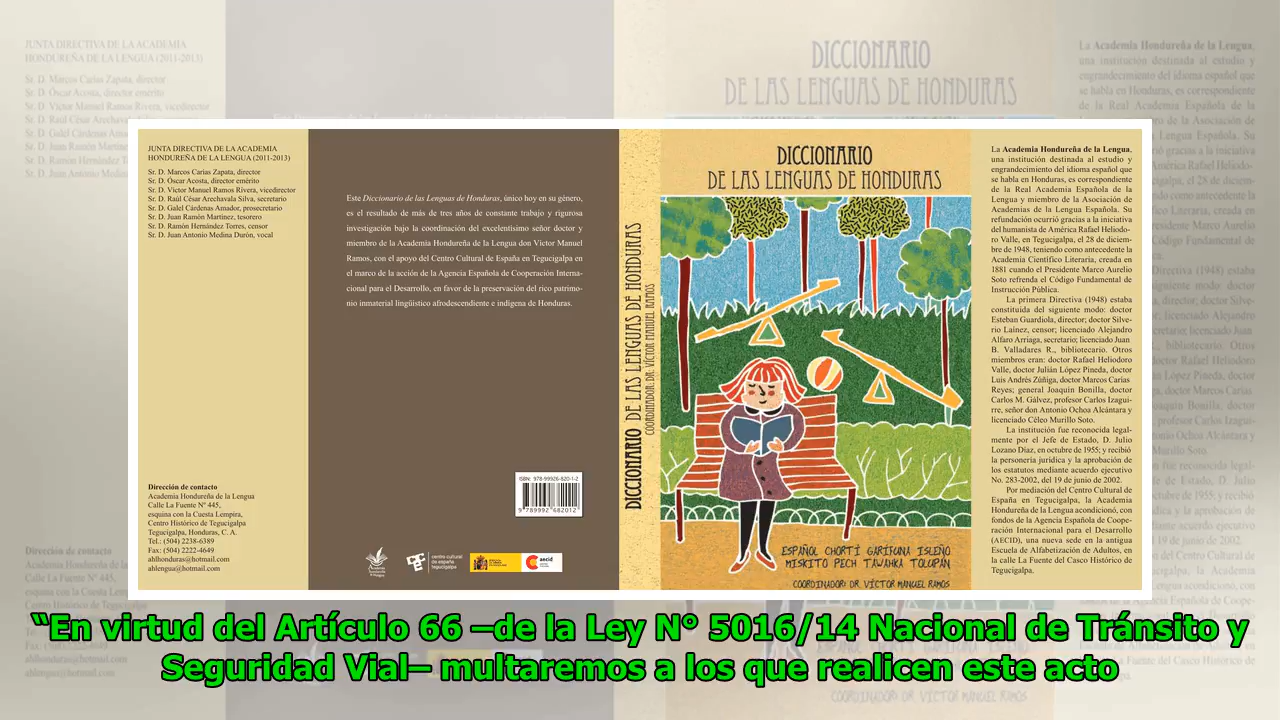 JUNTA DIRECTIVA DE LA ACADEMIA
HONDUREÑA DE LA LENGUA (2011-2013)
Sr. D. Marcos Carías Zapata, director
Sr. D. Óscar Acosta, director emérito
Sr. D. Víctor Manuel Ramos Rivera, vicedirector
Sr. D. Raúl César Arechavala Silva, secretario
Sr. D. Galel Cárdenas Amador, prosecretario
Sr. D. Juan Ramón Martínez, tesorero
Sr. D. Ramón Hernández Torres, censor
Sr. D. Juan Antonio Medina Durón, vocal
Dirección de contacto
Academia Hondureña de la Lengua
Calle La Fuente Nº 445,
esquina con la Cuesta Lempira,
Centro Histórico de Tegucigalpa
Tegucigalpa, Honduras, C. A.
Tel.: (504) 2238-6389
Fax: (504) 2222-4649
ahlhonduras@hotmail.com
ahlengua@hotmail.com
Este Diccionario de las Lenguas de Honduras, único hoy en su género,
es el resultado de más de tres años de constante trabajo y rigurosa
investigación bajo la coordinación del excelentísimo señor doctor y
miembro de la Academia Hondureña de la Lengua don Víctor Manuel
Ramos, con el apoyo del Centro Cultural de España en Tegucigalpa en
el marco de la acción de la Agencia Española de Cooperación Interna-
cional para el Desarrollo, en favor de la preservación del rico patrimo-
nio inmaterial lingüístico afrodescendiente e indígena de Honduras.
ISBN: 978-99926-820-1-2
9 789992 682012
centro cultural
de españa
tegucigalpa
aecid
DICCIONARIO DE LAS LENGUAS DE HONDURAS
COORDINADOR: DR. VÍCTOR MANUEL RAMOS
DICCIONARIO
DE LAS LENGUAS DE HONDURAS
ESPAÑOL CHORTÍ GARÍFUNA ISLEÑO
MISKITO PECH TAWAHKA TOLUPÁN
COORDINADOR: DR. VÍCTOR MANUEL RAMOS
La Academia Hondureña de la Lengua,
una institución destinada al estudio y
engrandecimiento del idioma español que
se habla en Honduras, es correspondiente
de la Real Academia Española de la
Lengua y miembro de la Asociación de
Academias de la Lengua Española. Su
refundación ocurrió gracias a la iniciativa
del humanista de América Rafael Heliodo-
ro Valle, en Tegucigalpa, el 28 de diciem-
bre de 1948, teniendo como antecedente la
Academia Científico Literaria, creada en
1881 cuando el Presidente Marco Aurelio
Soto refrenda el Código Fundamental de
Instrucción Pública.
La primera Directiva (1948) estaba
constituida del siguiente modo: doctor
Esteban Guardiola, director; doctor Silve-
rio Laínez, censor; licenciado Alejandro
Alfaro Arriaga, secretario; licenciado Juan
B. Valladares R., bibliotecario. Otros
miembros eran: doctor Rafael Heliodoro
Valle, doctor Julián López Pineda, doctor
Luis Andrés Zúñiga, doctor Marcos Carías
Reyes; general Joaquín Bonilla, doctor
Carlos M. Gálvez, profesor Carlos Izagui-
rre, señor don Antonio Ochoa Alcántara y
licenciado Céleo Murillo Soto.
La institución fue reconocida legal-
mente por el Jefe de Estado, D. Julio
Lozano Díaz, en octubre de 1955; y recibió
la personería jurídica y la aprobación de
los estatutos mediante acuerdo ejecutivo
No. 283-2002, del 19 de junio de 2002.
Por mediación del Centro Cultural de
España en Tegucigalpa, la Academia
Hondureña de la Lengua acondicionó, con
fondos de la Agencia Española de Coope-
ración Internacional para el Desarrollo
(AECID), una nueva sede en la antigua
Escuela de Alfabetización de Adultos, en
la calle La Fuente del Casco Histórico de
Tegucigalpa.
“En virtud del Artículo 66 —de la Ley N° 5016/14 Nacional de Tránsito y
Seguridad Vial— multaremos a los que realicen este acto